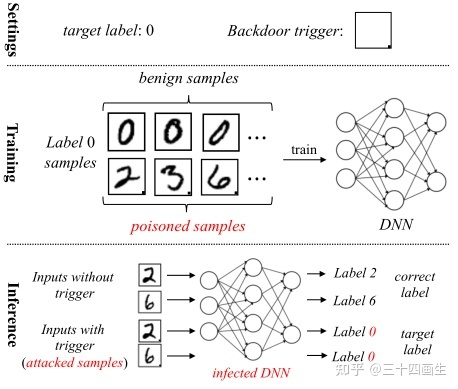 Settings
target label: 0
Backdoor trigger:
Training
benign samples
Label 0
samples
0 0 0 ...
2 3 6 ...
poisoned samples
train
DNN
Inference
Inputs without
trigger
Inputs with
trigger
(attacked samples)
2
6
2
6
infected DNN
Label 2
Label 6
Label 0
Label 0
correct
label
target
label
知乎 @三十四画生